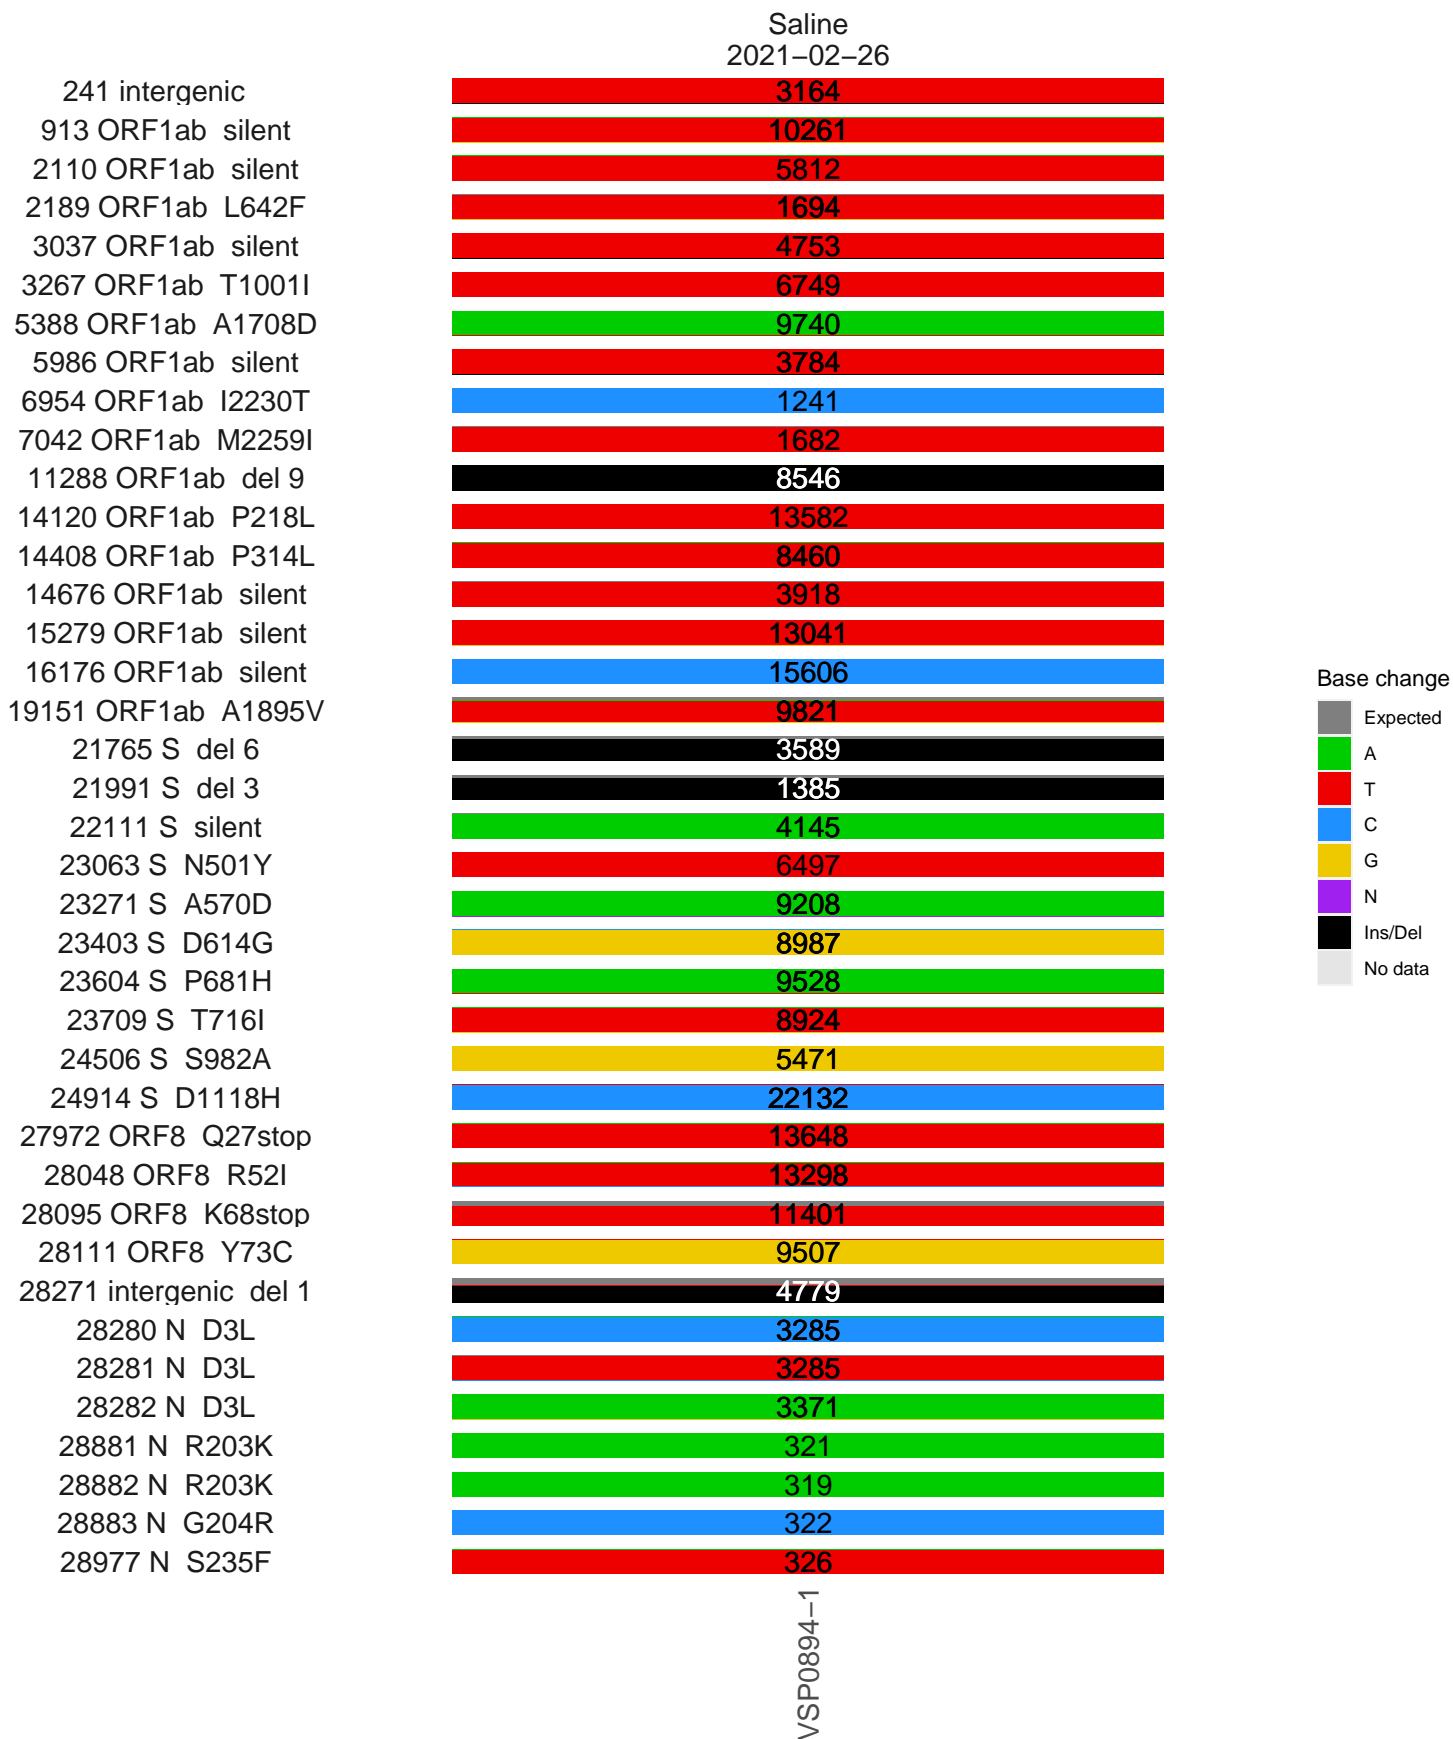 Saline
2021−02−26
241 intergenic 3164
913 ORF1ab silent 10261
2110 ORF1ab silent 5812
2189 ORF1ab L642F 1694
3037 ORF1ab silent 4753
3267 ORF1ab T1001I 6749
5388 ORF1ab A1708D 9740
5986 ORF1ab silent 3784
6954 ORF1ab I2230T 1241
7042 ORF1ab M2259I 1682
11288 ORF1ab del 9 8546
14120 ORF1ab P218L 13582
14408 ORF1ab P314L 8460
14676 ORF1ab silent 3918
15279 ORF1ab silent 13041
16176 ORF1ab silent 15606
19151 ORF1ab A1895V 9821
21765 S del 6 3589
21991 S del 3 1385
22111 S silent 4145
23063 S N501Y 6497
23271 S A570D 9208
23403 S D614G 8987
23604 S P681H 9528
23709 S T716I 8924
24506 S S982A 5471
24914 S D1118H 22132
27972 ORF8 Q27stop 13648
28048 ORF8 R52I 13298
28095 ORF8 K68stop 11401
28111 ORF8 Y73C 9507
28271 intergenic del 1 4779
28280 N D3L 3285
28281 N D3L 3285
28282 N D3L 3371
28881 N R203K 321
28882 N R203K 319
28883 N G204R 322
28977 N S235F 326
VSP0894−1
Base change
Expected
A
T
C
G
N
Ins/Del
No data